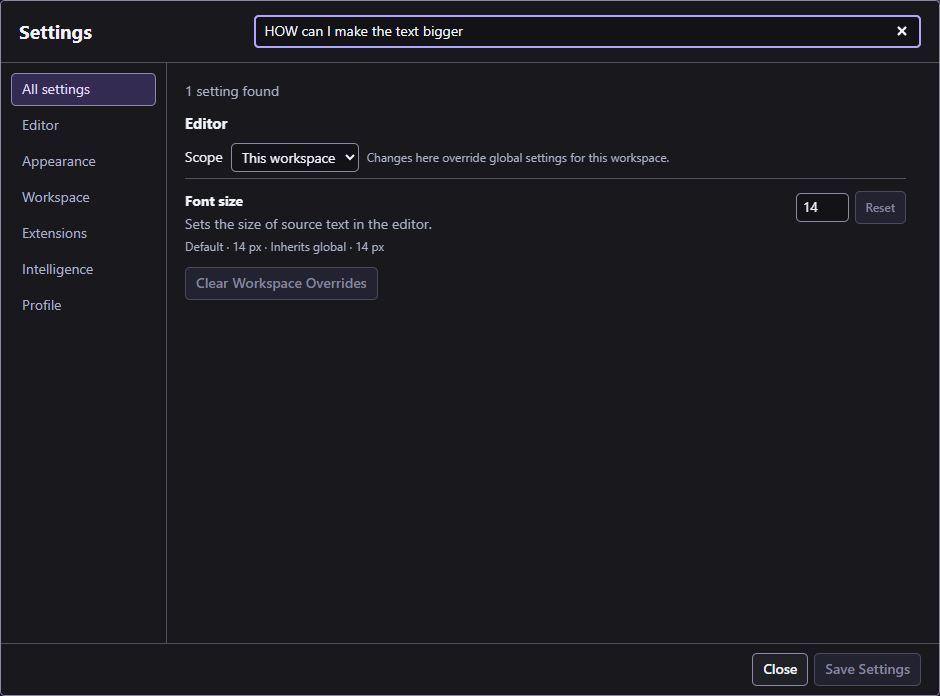 Settings
HOW can I make the text bigger
All settings
Editor
Appearance
Workspace
Extensions
Intelligence
Profile
1 setting found
Editor
Scope This workspace Changes here override global settings for this workspace.
Font size
14 Reset
Sets the size of source text in the editor.
Default · 14 px · Inherits global · 14 px
Clear Workspace Overrides
Close Save Settings